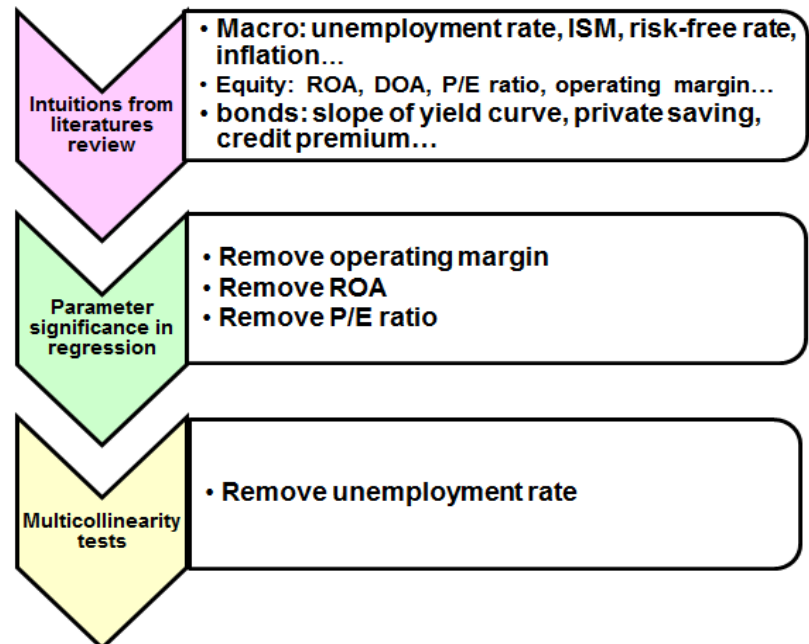 Intuitions from
literatures
review
• Macro: unemployment rate, ISM, risk-free rate,
inflation…
• Equity: ROA, DOA, P/E ratio, operating margin…
• bonds: slope of yield curve, private saving,
credit premium…
Parameter
significance in
regression
• Remove operating margin
• Remove ROA
• Remove P/E ratio
Multicollinearity
tests
• Remove unemployment rate